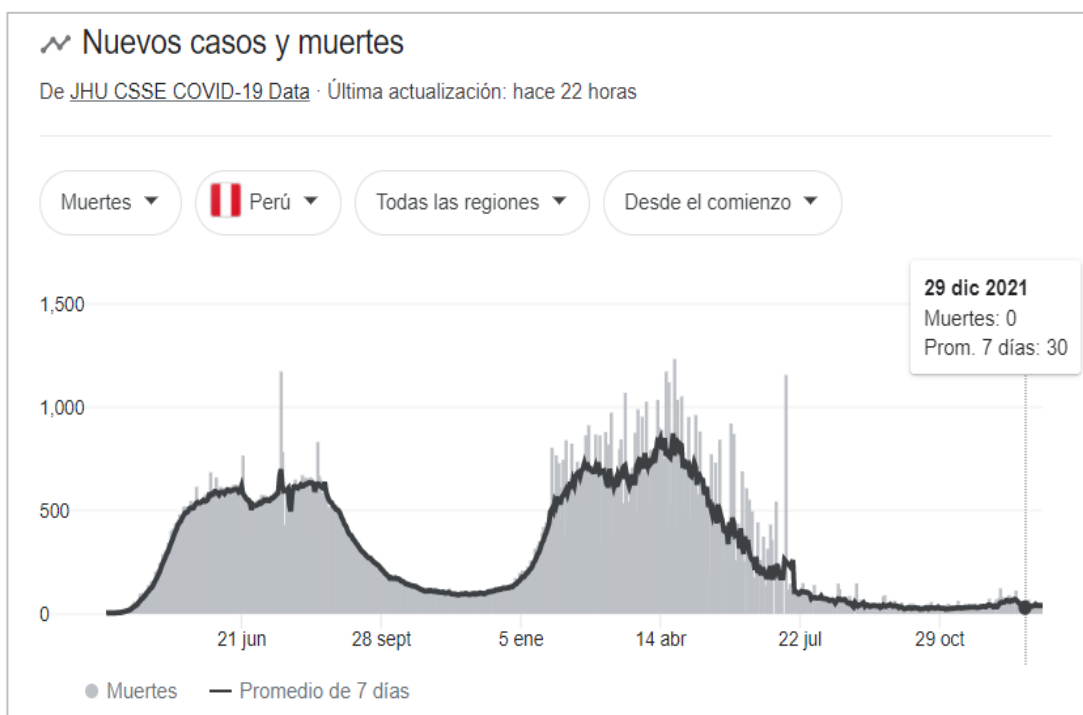 Nuevos casos y muertes
De JHU CSSE COVID-19 Data · Última actualización: hace 22 horas
Muertes
Perú
Todas las regiones
Desde el comienzo
29 dic 2021
Muertes: 0
Prom. 7 días: 30
1,500
1,000
500
0
21 jun
28 sept
5 ene
14 abr
22 jul
29 oct
Muertes
Promedio de 7 días